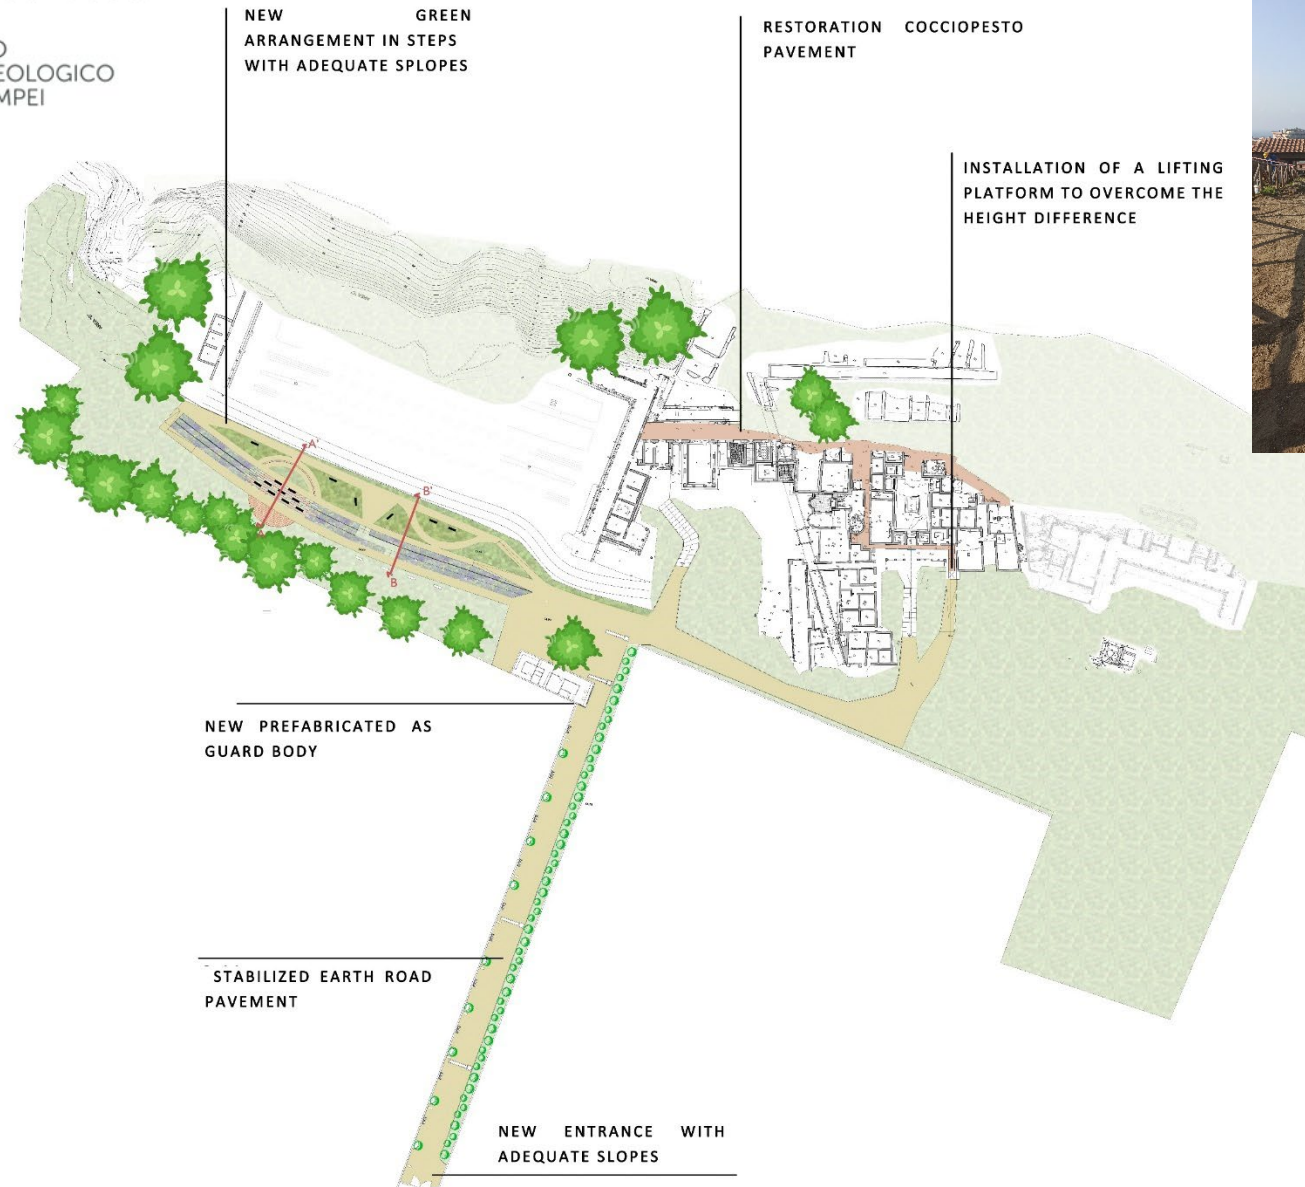 NEW GREEN
ARRANGEMENT IN STEPS
WITH ADEQUATE SPLOPES
RESTORATION COCCIOPESTO
PAVEMENT
EOLOGICO
MPEI
INSTALLATION OF A LIFTING
PLATFORM TO OVERCOME THE
HEIGHT DIFFERENCE
A'
B'
A
B
NEW PREFABRICATED AS
GUARD BODY
STABILIZED EARTH ROAD
PAVEMENT
NEW ENTRANCE WITH
ADEQUATE SLOPES